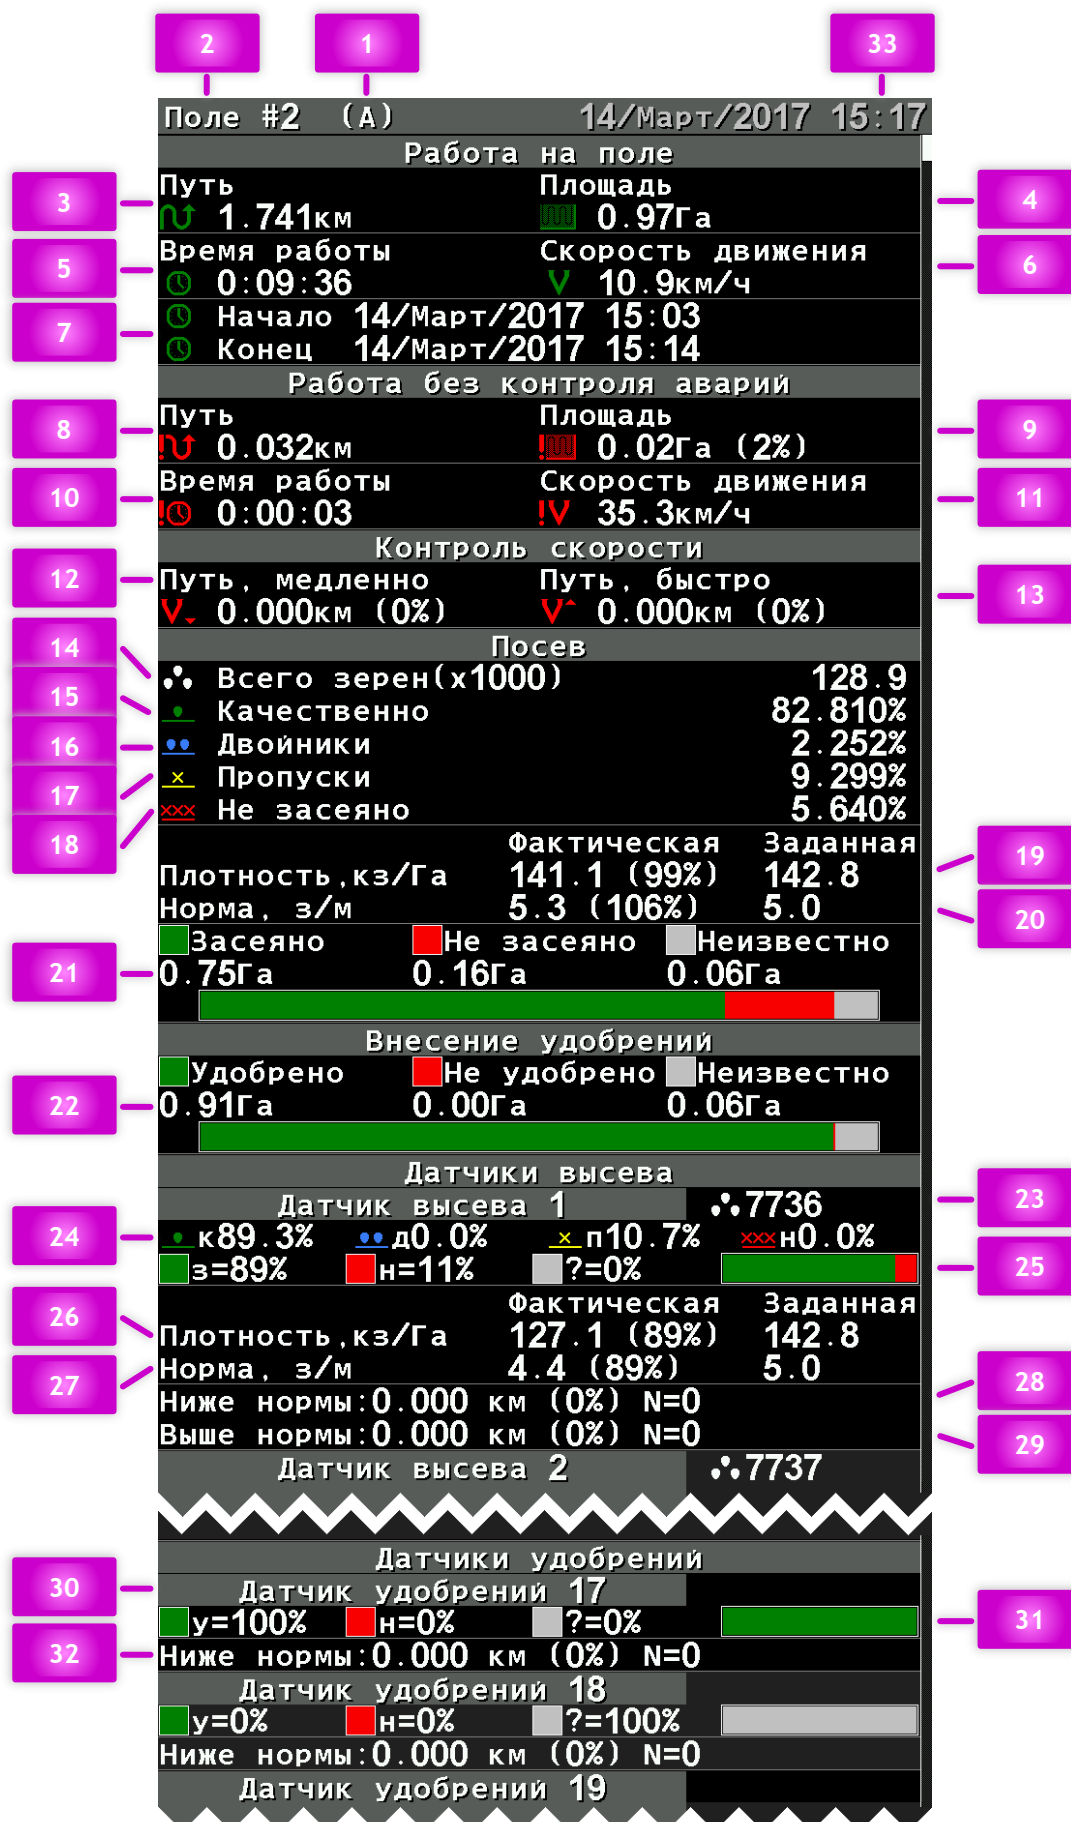 2 1 33
Поле #2 (A) 14/Март/2017 15:17
Работа на поле
3 Путь Площадь 4
1.741км 0.97Га
5 Время работы Скорость движения 6
0:09:36 10.9км/ч
7 Начало 14/Март/2017 15:03
Конец 14/Март/2017 15:14
Работа без контроля аварий
8 Путь Площадь 9
0.032км 0.02Га (2%)
10 Время работы Скорость движения 11
0:00:03 35.3км/ч
Контроль скорости
12 Путь, медленно Путь, быстро 13
0.000км (0%) 0.000км (0%)
Посев
14 Всего зерен(x1000) 128.9
15 Качественно 82.810%
16 Двойники 2.252%
17 Пропуски 9.299%
18 Не засеяно 5.640%
Фактическая Заданная
Плотность,кз/Га 141.1 (99%) 142.8 19
Норма, з/м 5.3 (106%) 5.0 20
Засеяно Не засеяно Неизвестно
21 0.75Га 0.16Га 0.06Га
Внесение удобрений
Удобрено Не удобрено Неизвестно
22 0.91Га 0.00Га 0.06Га
Датчики высева
Датчик высева 1 7736 23
24 к89.3% д0.0% п10.7% н0.0%
з=89% н=11% ?=0% 25
Фактическая Заданная
26 Плотность,кз/Га 127.1 (89%) 142.8
27 Норма, з/м 4.4 (89%) 5.0
Ниже нормы:0.000 км (0%) N=0 28
Выше нормы:0.000 км (0%) N=0 29
Датчик высева 2 7737
Датчики удобрений
30 Датчик удобрений 17
у=100% н=0% ?=0% 31
32 Ниже нормы:0.000 км (0%) N=0
Датчик удобрений 18
у=0% н=0% ?=100%
Ниже нормы:0.000 км (0%) N=0
Датчик удобрений 19